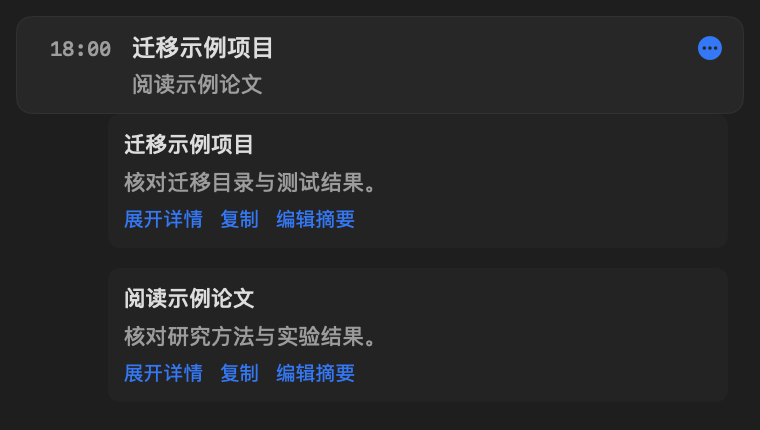 18:00 迁移示例项目
阅读示例论文
迁移示例项目
核对迁移目录与测试结果。
展开详情 复制 编辑摘要
阅读示例论文
核对研究方法与实验结果。
展开详情 复制 编辑摘要